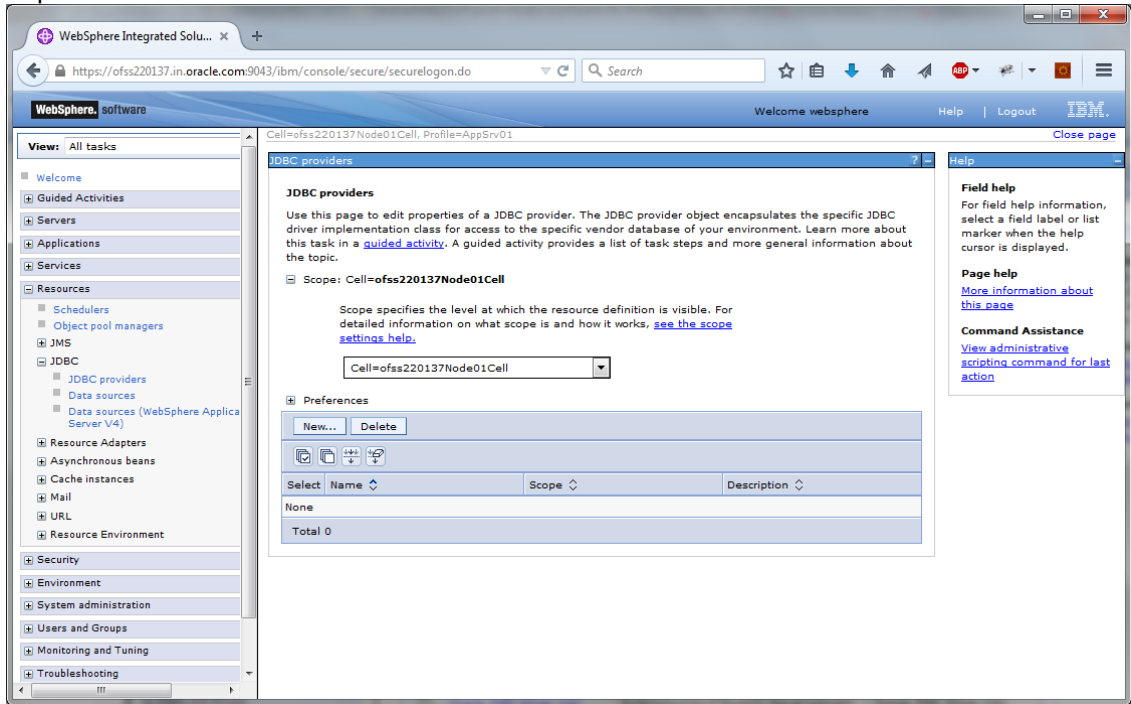 WebSphere Integrated Solu... × +
https://ofss220137.in.oracle.com:9043/ibm/console/secure/securelogon.do
Search
ABP
WebSphere. software
Welcome websphere
Help | Logout
IBM.
Cell=ofss220137Node01Cell, Profile=AppSrv01
Close page
View: All tasks
Welcome
Guided Activities
Servers
Applications
Services
Resources
Schedulers
Object pool managers
JMS
JDBC
JDBC providers
Data sources
Data sources (WebSphere Applica
Server V4)
Resource Adapters
Asynchronous beans
Cache instances
Mail
URL
Resource Environment
Security
Environment
System administration
Users and Groups
Monitoring and Tuning
Troubleshooting
JDBC providers
? –
JDBC providers
Use this page to edit properties of a JDBC provider. The JDBC provider object encapsulates the specific JDBC
driver implementation class for access to the specific vendor database of your environment. Learn more about
this task in a guided activity. A guided activity provides a list of task steps and more general information about
the topic.
Scope: Cell=ofss220137Node01Cell
Scope specifies the level at which the resource definition is visible. For
detailed information on what scope is and how it works, see the scope
settings help.
Cell=ofss220137Node01Cell
Preferences
New... Delete
Select Name Scope Description
None
Total 0
Help –
Field help
For field help information,
select a field label or list
marker when the help
cursor is displayed.
Page help
More information about
this page
Command Assistance
View administrative
scripting command for last
action